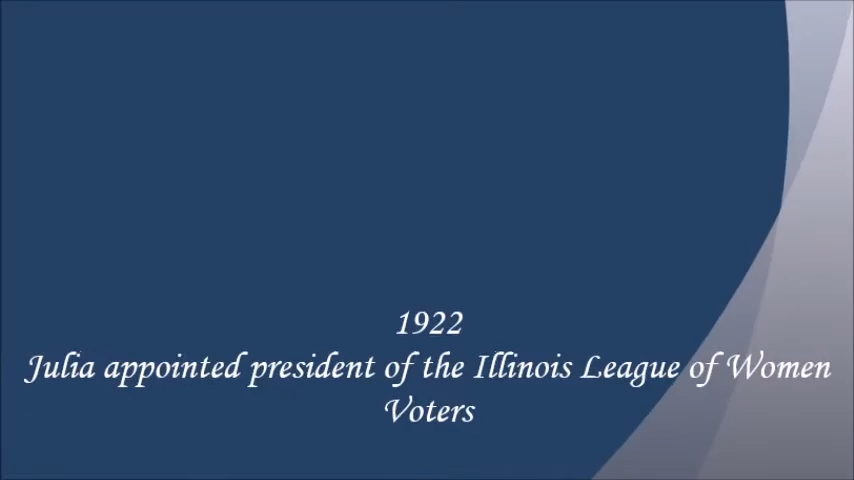 1922
Julia appointed president of the Illinois League of Women
Voters